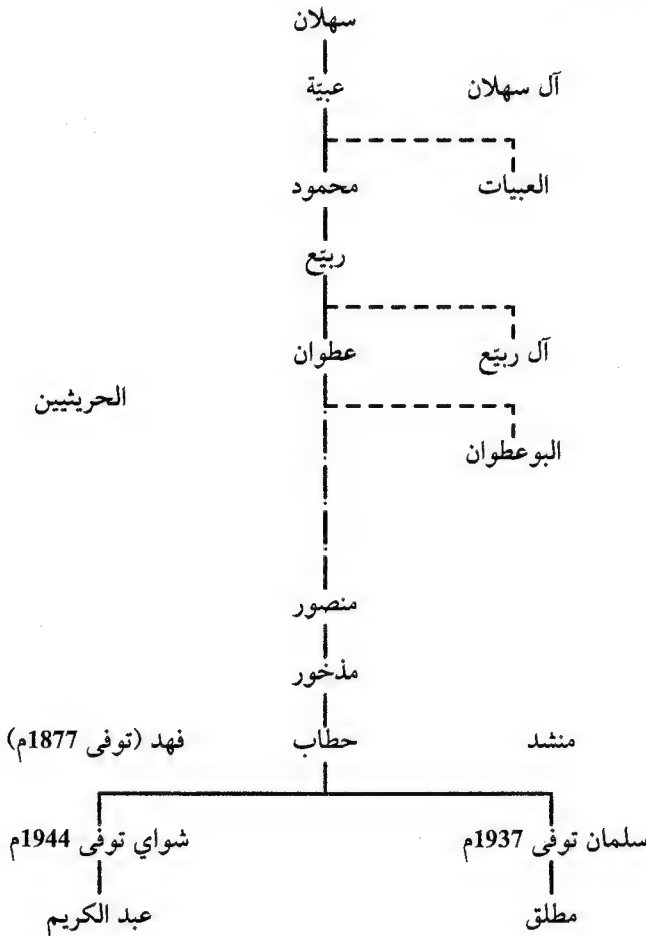 سهلان
آل سهلان عبيّة
العبيات محمود
ربيّع
آل ربيّع عطوان
الحريثيين
البوعطوان
منصور
مذخور
منشد حطاب فهد (توفى 1877م)
سلمان توفى 1937م شواي توفى 1944م
مطلق عبد الكريم